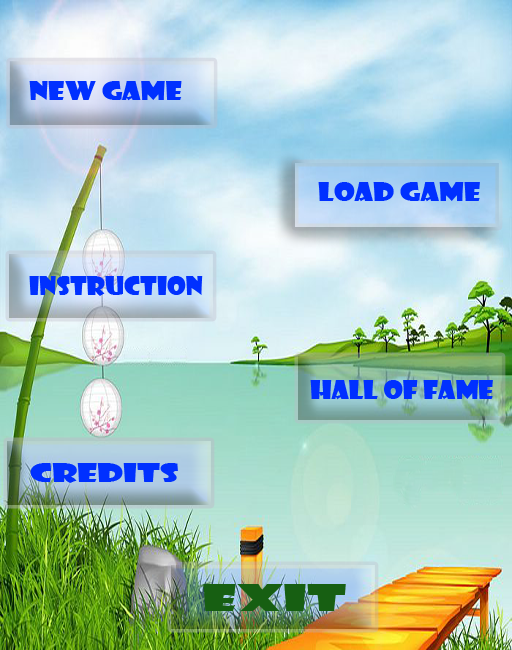 NEW GAME
LOAD GAME
INSTRUCTION
HALL OF FAME
CREDITS
EXIT